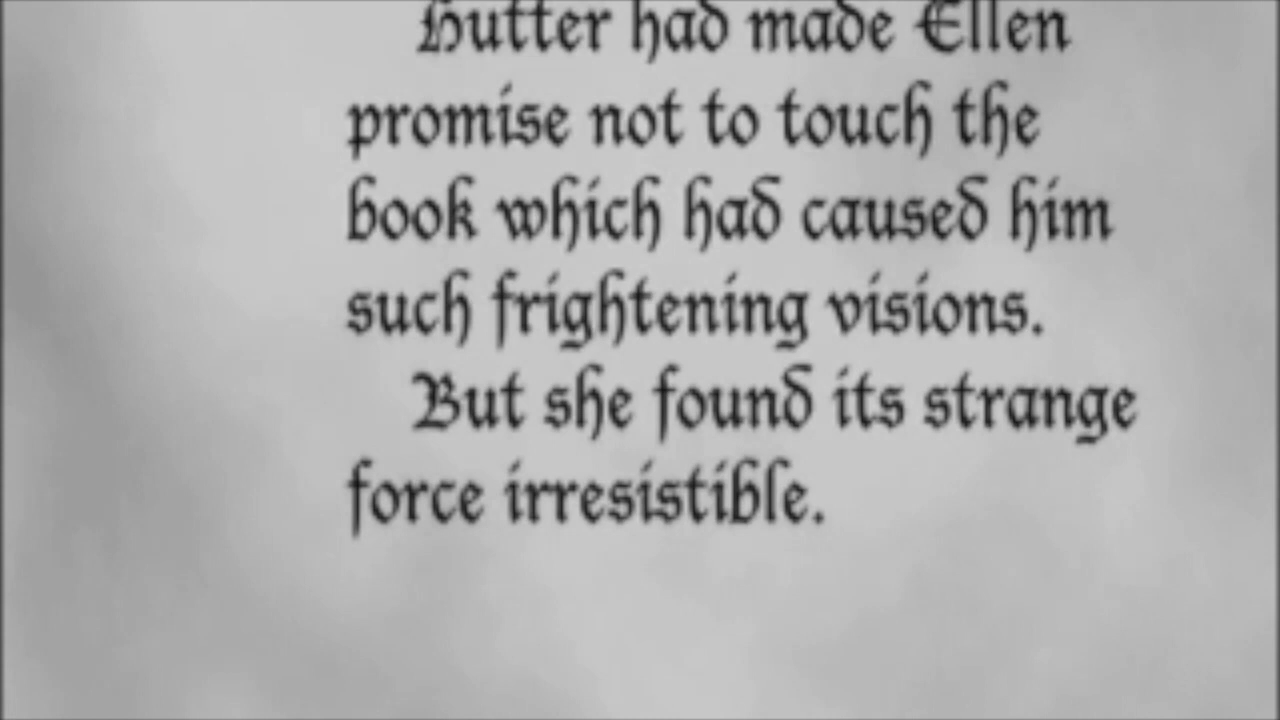 Hutter had made Ellen
promise not to touch the
book which had caused him
such frightening visions.
But she found its strange
force irresistible.